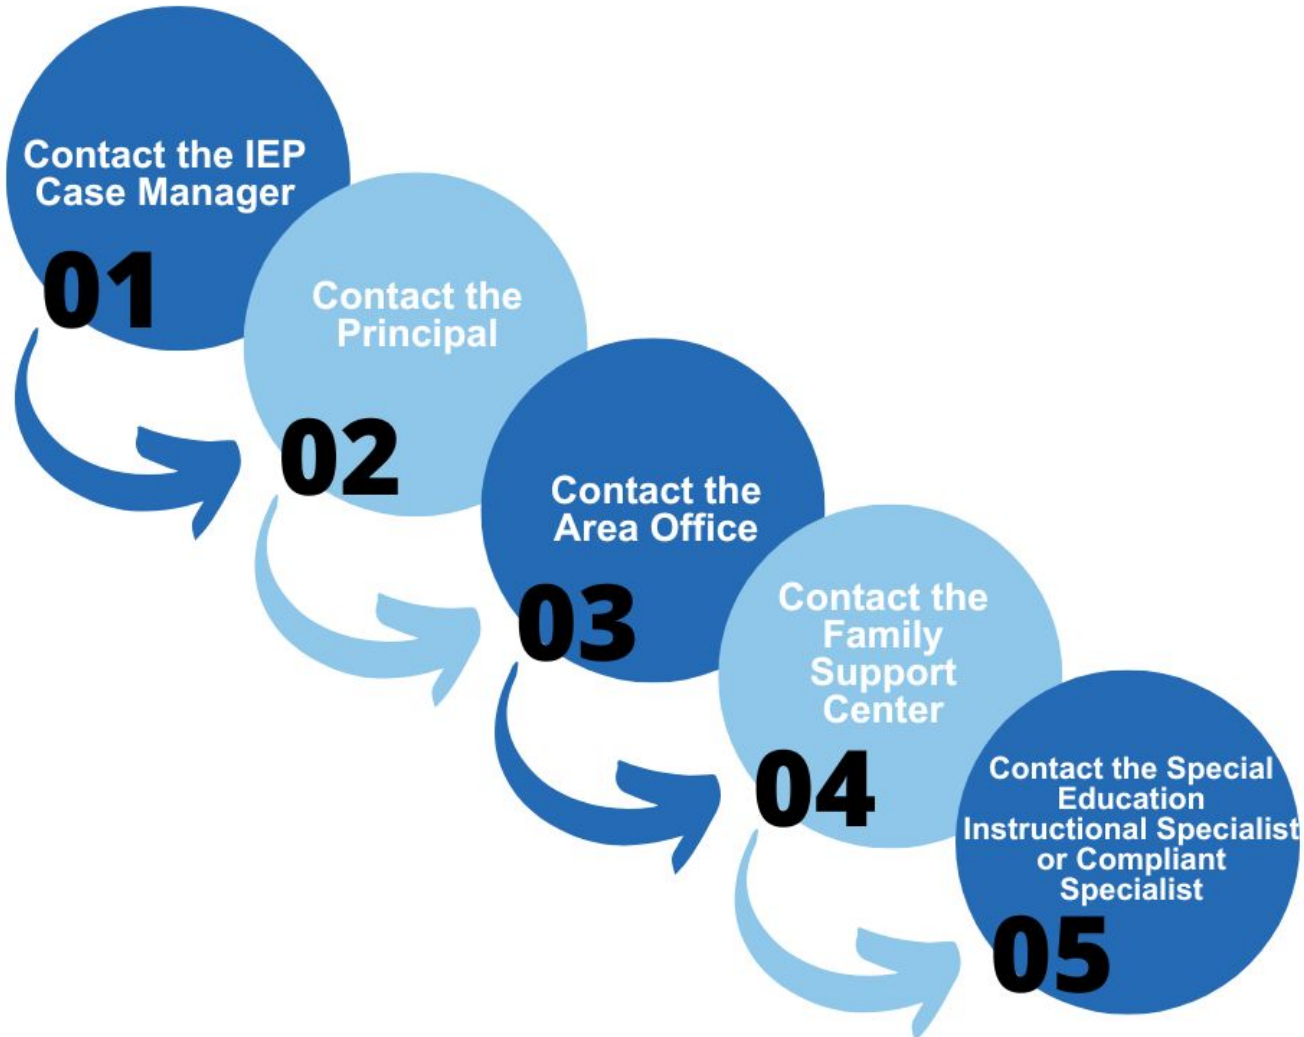 Contact the IEP
Case Manager
01
Contact the
Principal
02
Contact the
Area Office
03
Contact the
Family
Support
Center
04
Contact the Special
Education
Instructional Specialist
or Compliant
Specialist
05